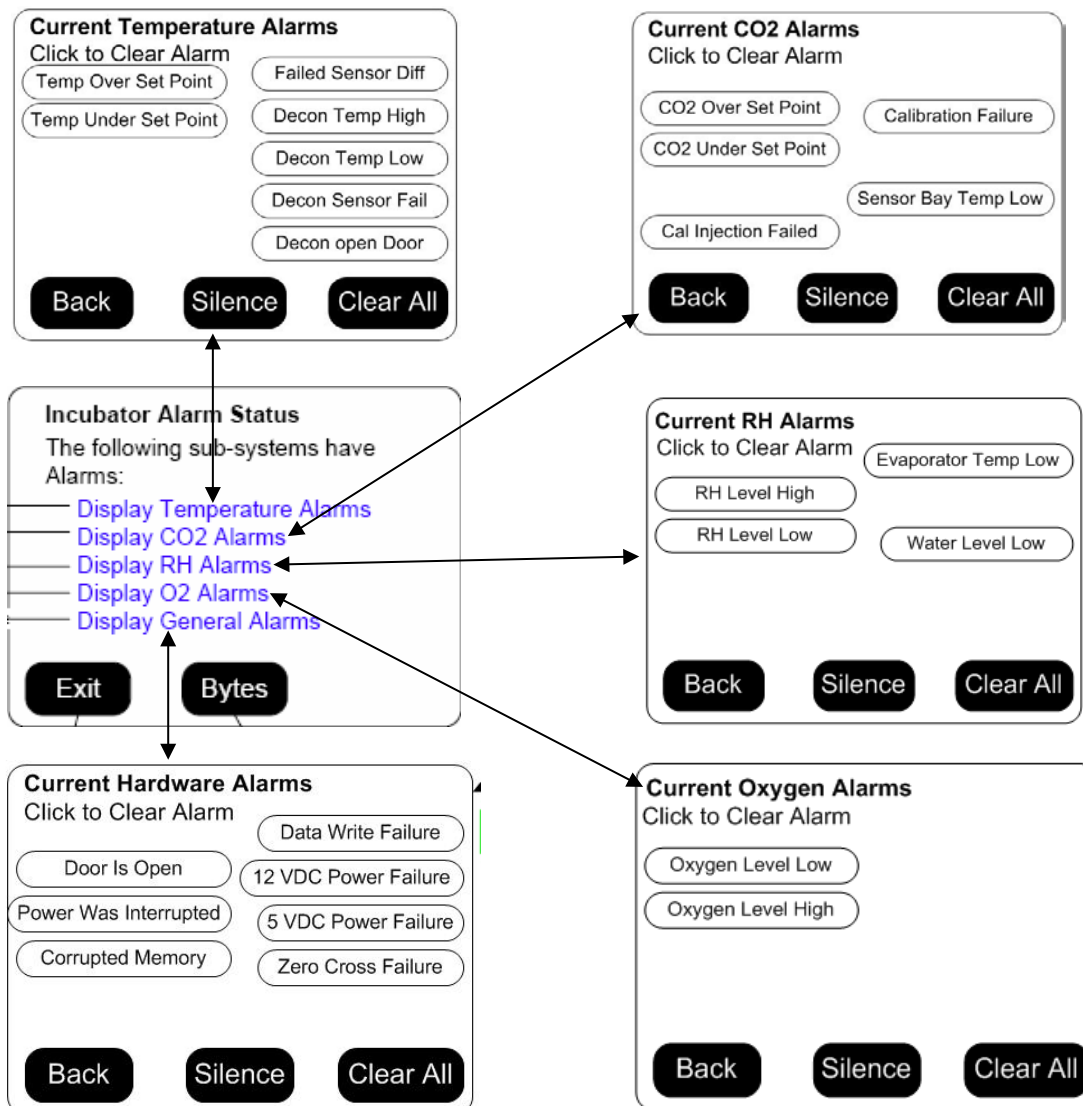 Current Temperature Alarms
Click to Clear Alarm
Temp Over Set Point
Temp Under Set Point
Failed Sensor Diff
Decon Temp High
Decon Temp Low
Decon Sensor Fail
Decon open Door
Back
Silence
Clear All
Current CO2 Alarms
Click to Clear Alarm
CO2 Over Set Point
CO2 Under Set Point
Cal Injection Failed
Calibration Failure
Sensor Bay Temp Low
Back
Silence
Clear All
Incubator Alarm Status
The following sub-systems have
Alarms:
Display Temperature Alarms
Display CO2 Alarms
Display RH Alarms
Display O2 Alarms
Display General Alarms
Exit
Bytes
Current RH Alarms
Click to Clear Alarm
RH Level High
RH Level Low
Evaporator Temp Low
Water Level Low
Back
Silence
Clear All
Current Hardware Alarms
Click to Clear Alarm
Door Is Open
Power Was Interrupted
Corrupted Memory
Data Write Failure
12 VDC Power Failure
5 VDC Power Failure
Zero Cross Failure
Back
Silence
Clear All
Current Oxygen Alarms
Click to Clear Alarm
Oxygen Level Low
Oxygen Level High
Back
Silence
Clear All